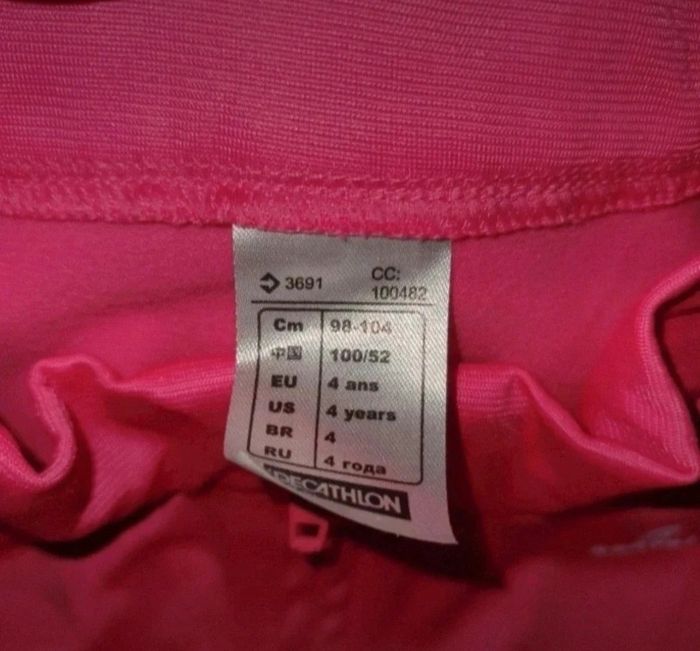 3691 CC:
100482
Cm 98-104
中国 100/52
EU 4 ans
US 4 years
BR 4
RU 4 года
DECATHLON